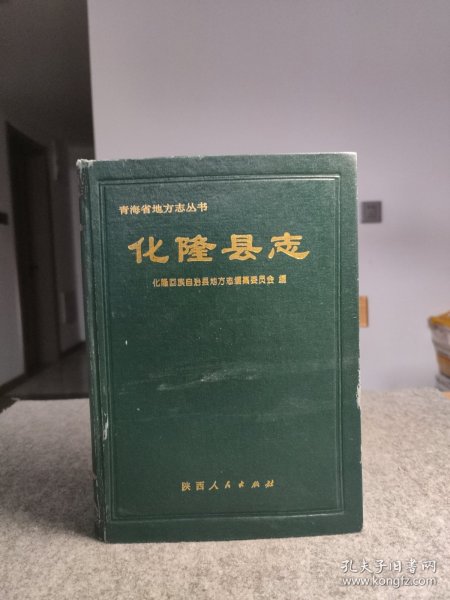 青海省地方志丛书
化隆县志
化隆回族自治县地方志编纂委员会 编
陕西人民出版社
孔夫子旧书网
www.kongfz.com